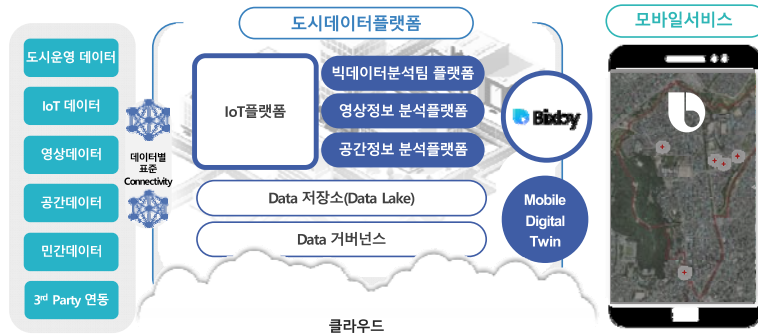 도시데이터플랫폼
모바일서비스
도시운영 데이터
IoT 데이터
영상데이터
공간데이터
민간데이터
3rd Party 연동
데이터별
표준
Connectivity
IoT플랫폼
빅데이터분석팀 플랫폼
영상정보 분석플랫폼
공간정보 분석플랫폼
Data 저장소(Data Lake)
Data 거버넌스
Bixby
Mobile
Digital
Twin
클라우드